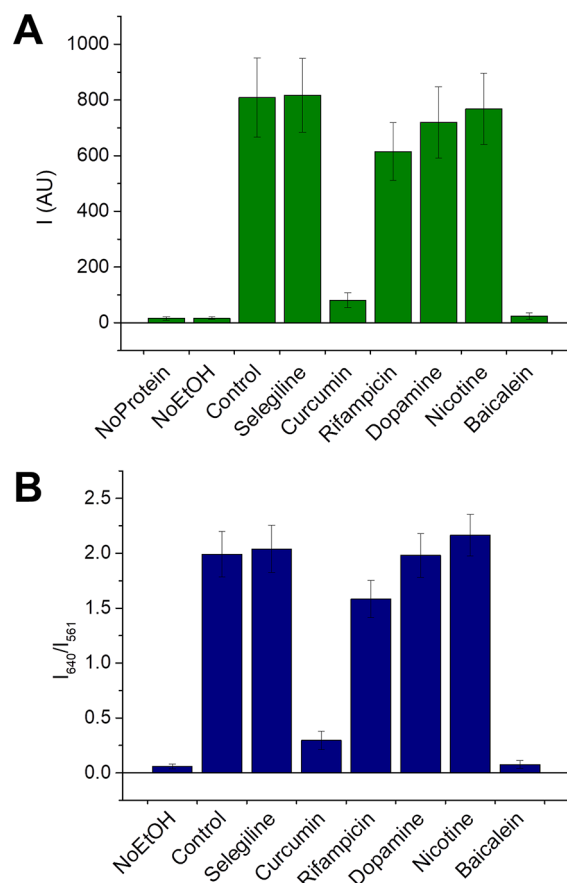 A
1000
800
600
400
200
0
I (AU)
NoProtein
NoEtOH
Control
Selegiline
Curcumin
Rifampicin
Dopamine
Nicotine
Baicalein
B
2.5
2.0
1.5
1.0
0.5
0.0
I640/I561
NoEtOH
Control
Selegiline
Curcumin
Rifampicin
Dopamine
Nicotine
Baicalein